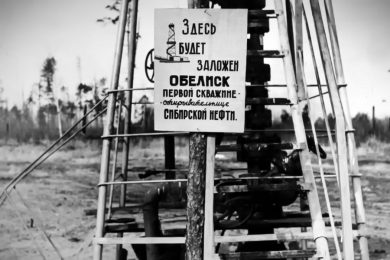 Здесь
будет
заложен
ОБЕЛИСК
первой скважине-
-открывательнице
СИБИРСКОЙ НЕФТИ.